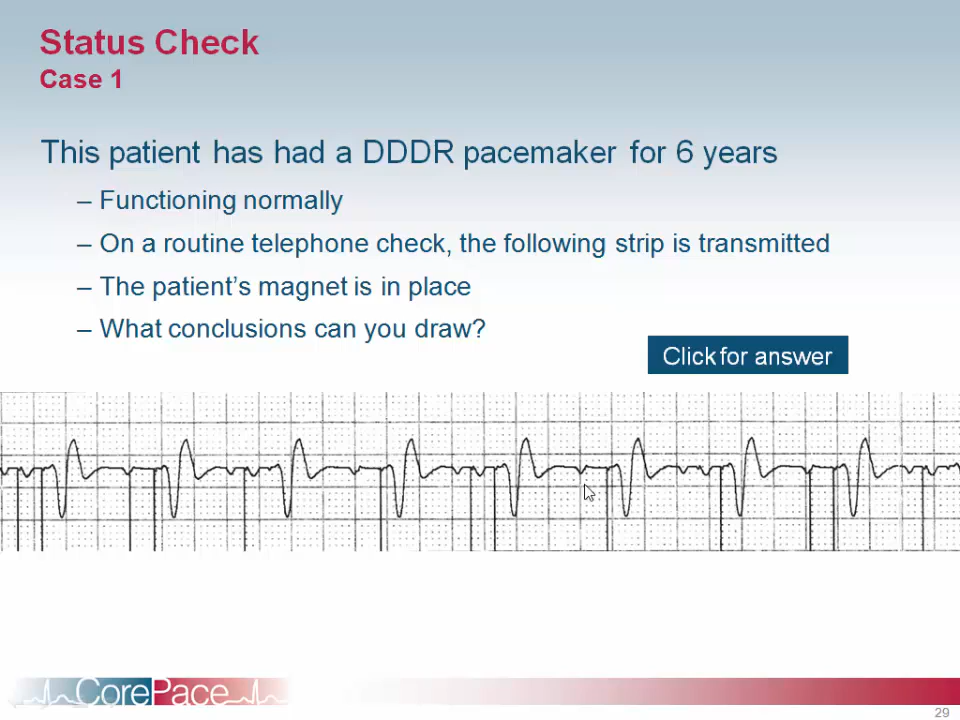 Status Check
Case 1
This patient has had a DDDR pacemaker for 6 years
– Functioning normally
– On a routine telephone check, the following strip is transmitted
– The patient’s magnet is in place
– What conclusions can you draw?
Click for answer
CorePace
29